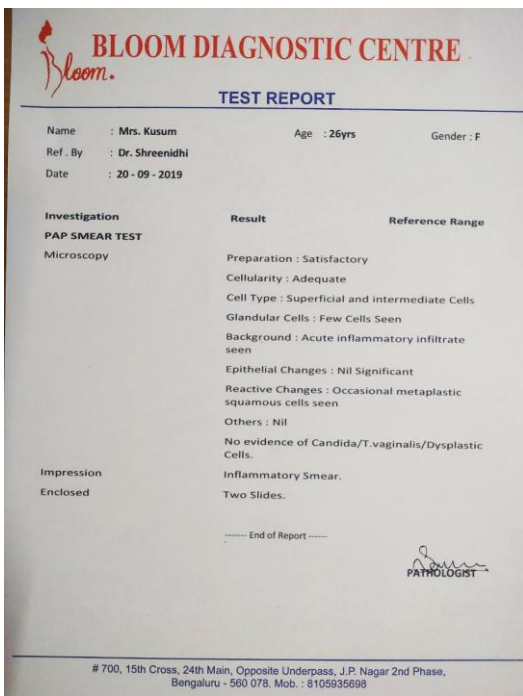 Bloom.
BLOOM DIAGNOSTIC CENTRE
TEST REPORT
Name : Mrs. Kusum Age : 26yrs Gender : F
Ref . By : Dr. Shreenidhi
Date : 20 - 09 - 2019
Investigation Result Reference Range
PAP SMEAR TEST
Microscopy Preparation : Satisfactory
Cellularity : Adequate
Cell Type : Superficial and intermediate Cells
Glandular Cells : Few Cells Seen
Background : Acute inflammatory infiltrate
seen
Epithelial Changes : Nil Significant
Reactive Changes : Occasional metaplastic
squamous cells seen
Others : Nil
No evidence of Candida/T.vaginalis/Dysplastic
Cells.
Impression Inflammatory Smear.
Enclosed Two Slides.
------- End of Report ------
PATHOLOGIST
# 700, 15th Cross, 24th Main, Opposite Underpass, J.P. Nagar 2nd Phase,
Bengaluru - 560 078. Mob. : 8105935698